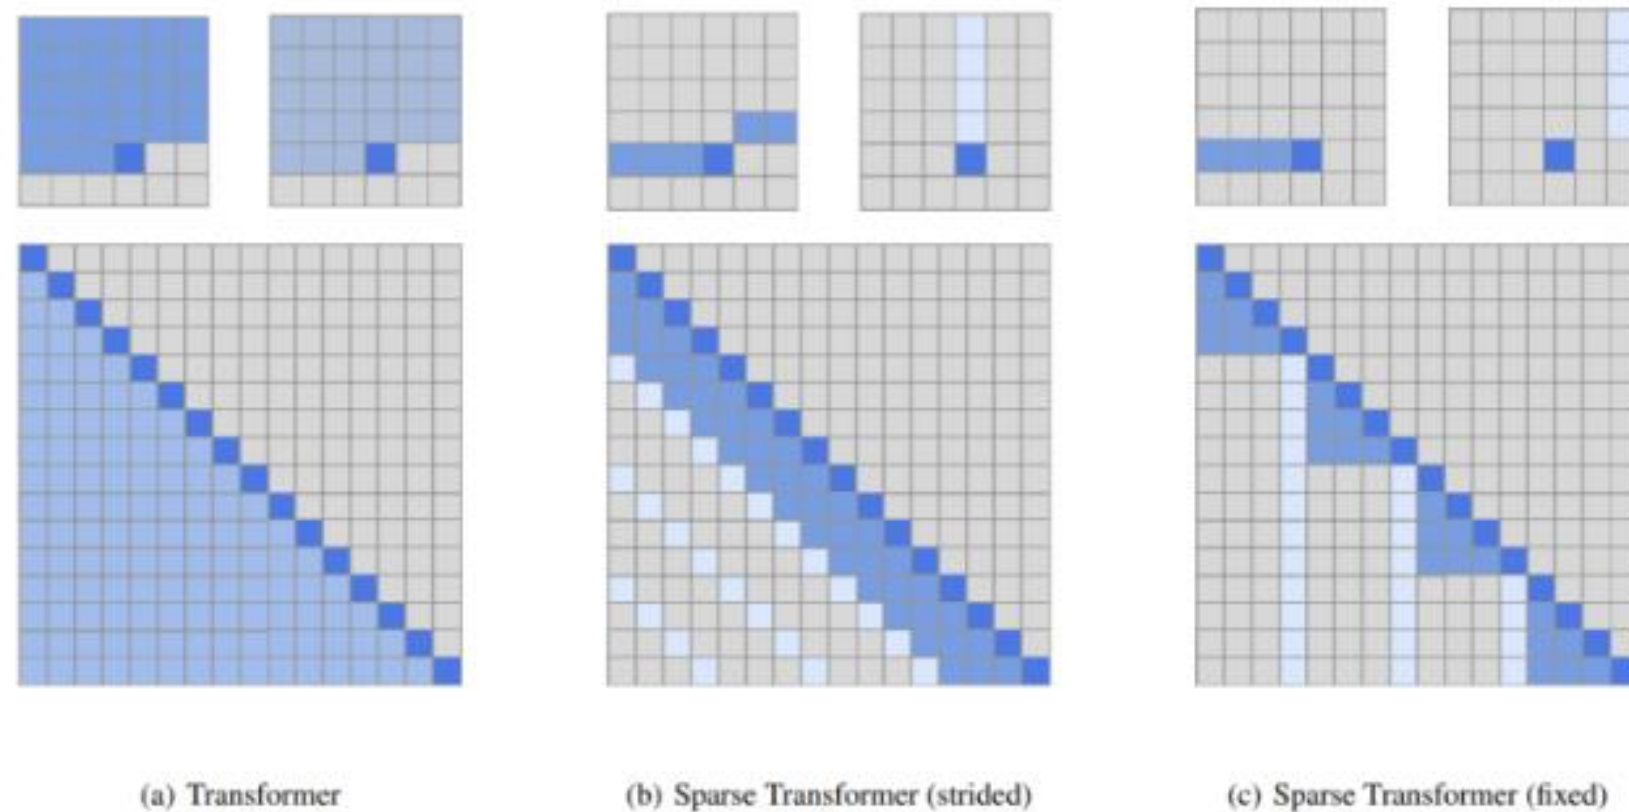 (a) Transformer
(b) Sparse Transformer (strided)
(c) Sparse Transformer (fixed)